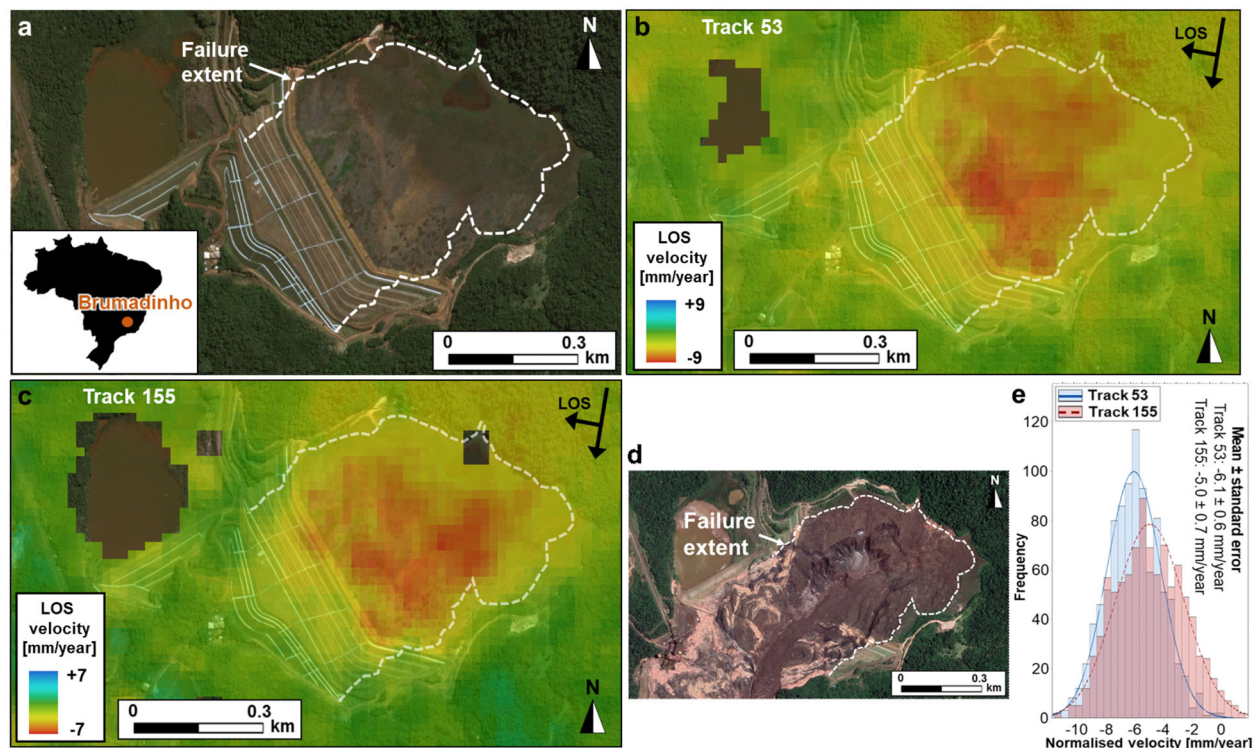 a
Failure
extent
N
Brumadinho
0
0.3
km
b
Track 53
LOS
LOS
velocity
[mm/year]
+9
-9
0
0.3
km
N
c
Track 155
LOS
LOS
velocity
[mm/year]
+7
-7
0
0.3
km
N
d
N
Failure
extent
0
0.3
km
e
Track 53
Track 155
Mean ± standard error
Track 53: -6.1 ± 0.6 mm/year
Track 155: -5.0 ± 0.7 mm/year
Frequency
120
100
80
60
40
20
0
-10 -8 -6 -4 -2 0
Normalised velocity [mm/year]